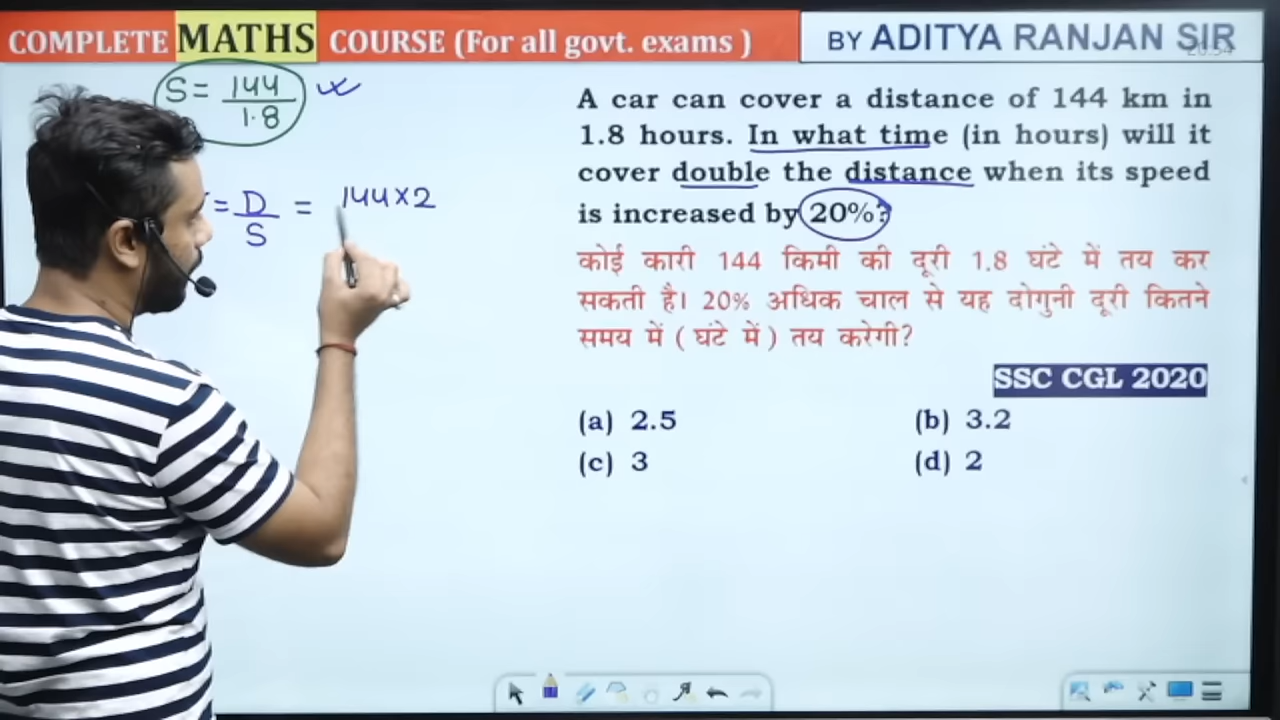 COMPLETE MATHS COURSE (For all govt. exams )
BY ADITYA RANJAN SIR
S = 144
1.8
= D = 144×2
S
A car can cover a distance of 144 km in
1.8 hours. In what time (in hours) will it
cover double the distance when its speed
is increased by 20%?
कोई कारी 144 किमी की दूरी 1.8 घंटे में तय कर
सकती है। 20% अधिक चाल से यह दोगुनी दूरी कितने
समय में ( घंटे में ) तय करेगी?
SSC CGL 2020
(a) 2.5
(b) 3.2
(c) 3
(d) 2